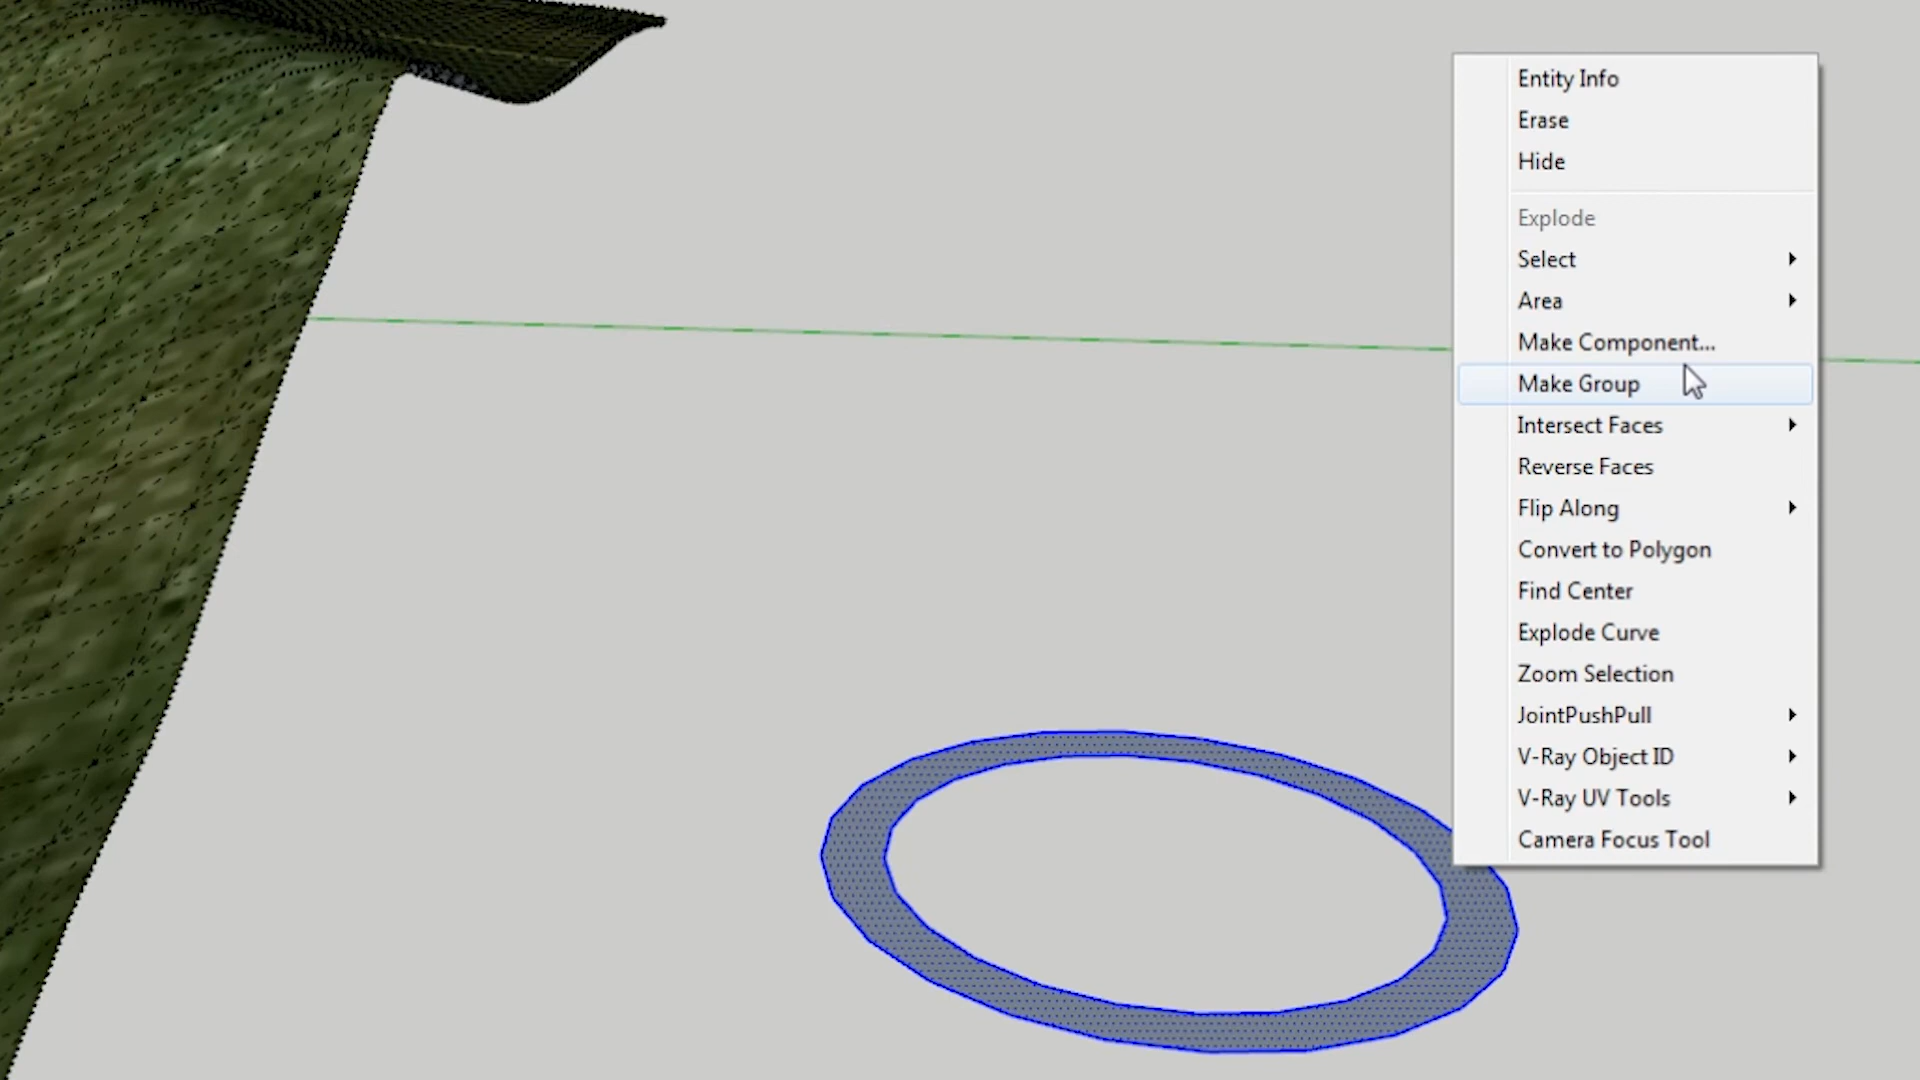 Entity Info
Erase
Hide
Explode
Select
Area
Make Component...
Make Group
Intersect Faces
Reverse Faces
Flip Along
Convert to Polygon
Find Center
Explode Curve
Zoom Selection
JointPushPull
V-Ray Object ID
V-Ray UV Tools
Camera Focus Tool